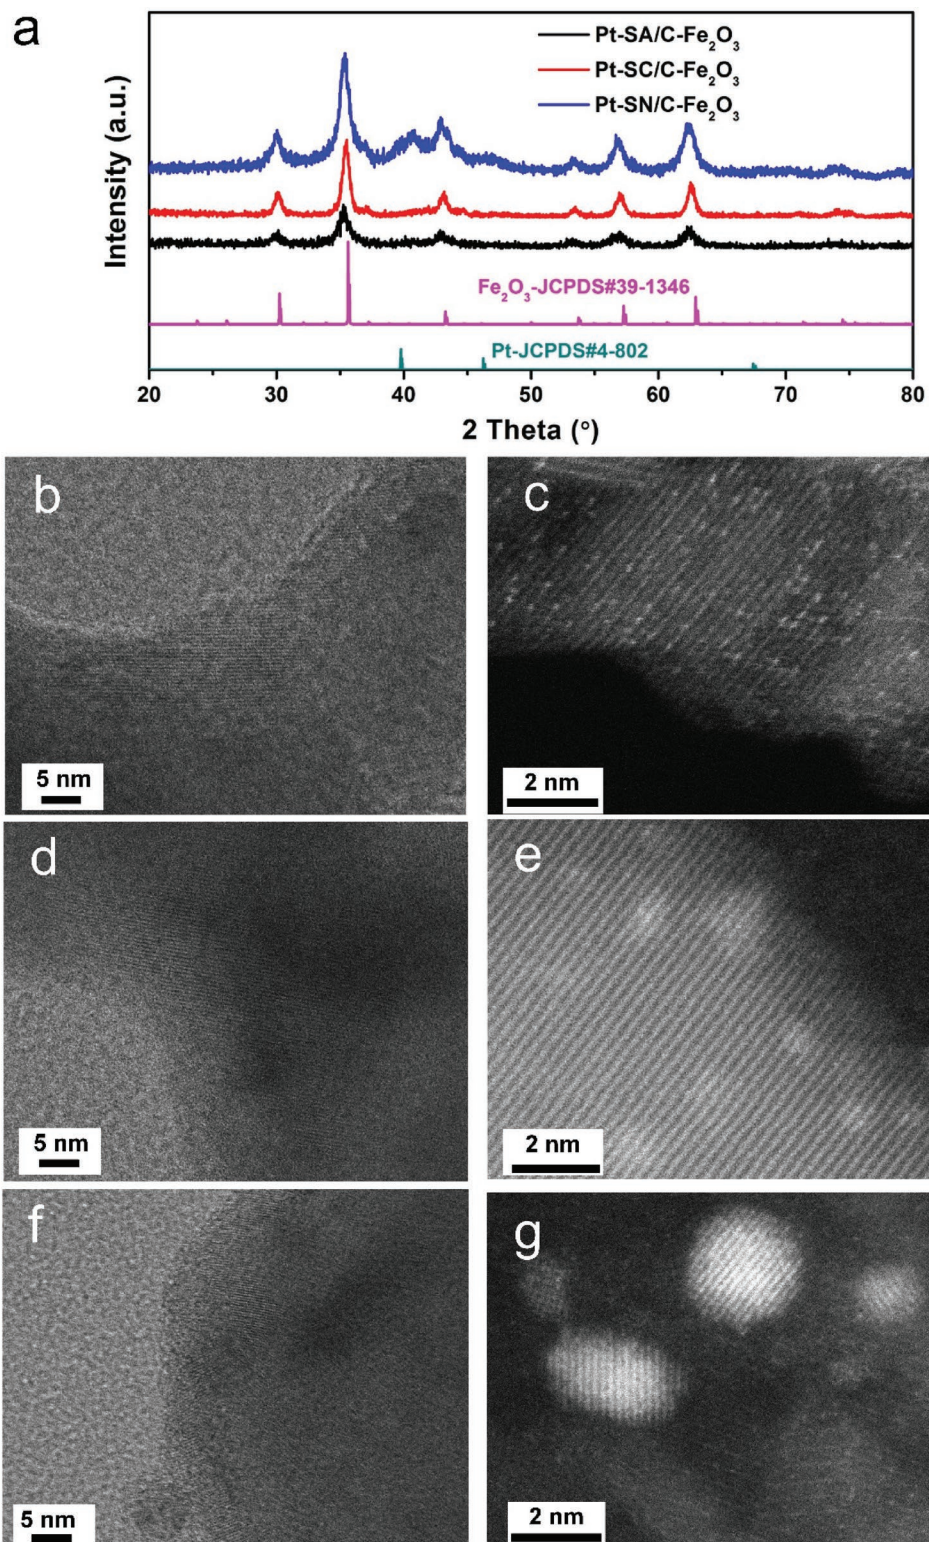 a
Pt-SA/C-Fe₂O₃
Pt-SC/C-Fe₂O₃
Pt-SN/C-Fe₂O₃
Intensity (a.u.)
Fe₂O₃-JCPDS#39-1346
Pt-JCPDS#4-802
20 30 40 50 60 70 80
2 Theta (°)
b
5 nm
c
2 nm
d
5 nm
e
2 nm
f
5 nm
g
2 nm